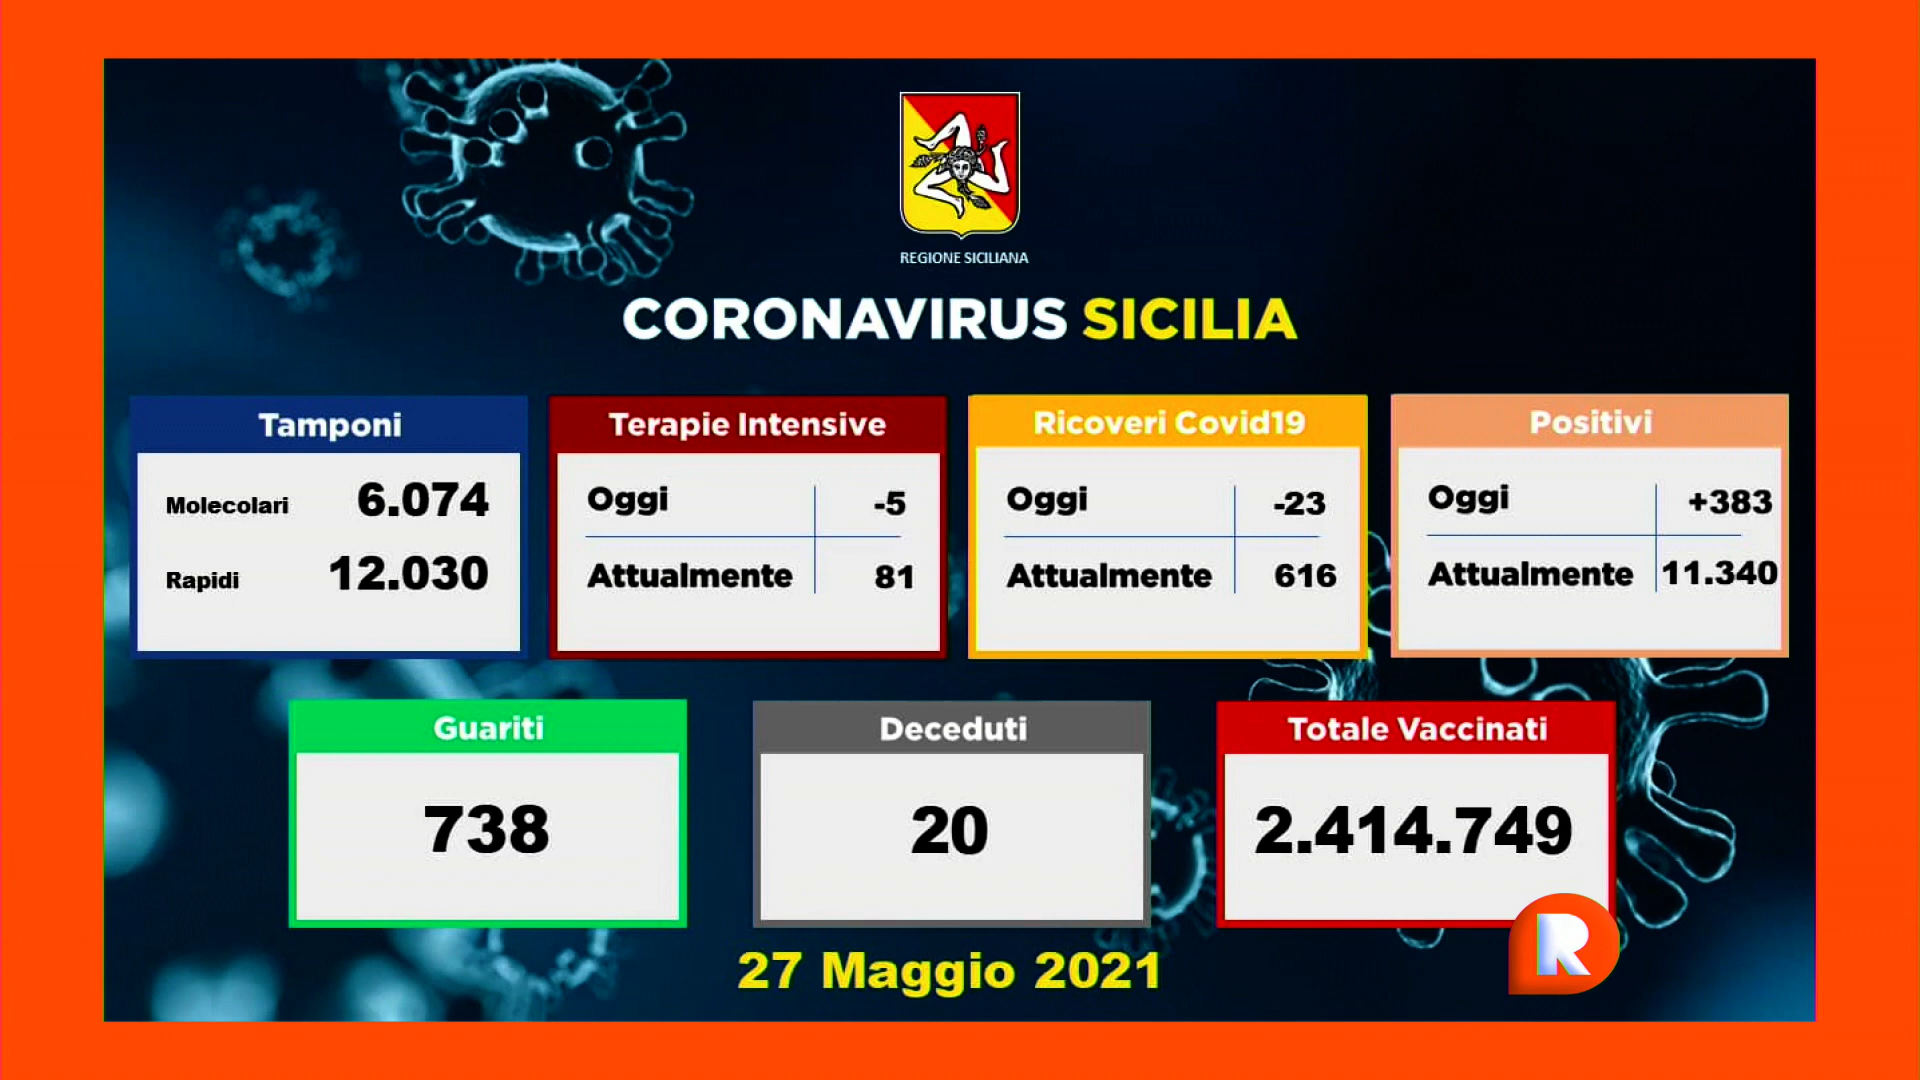 REGIONE SICILIANA
CORONAVIRUS SICILIA
Tamponi
Molecolari 6.074
Rapidi 12.030
Terapie Intensive
Oggi -5
Attualmente 81
Ricoveri Covid19
Oggi -23
Attualmente 616
Positivi
Oggi +383
Attualmente 11.340
Guariti
738
Deceduti
20
Totale Vaccinati
2.414.749
27 Maggio 2021
R